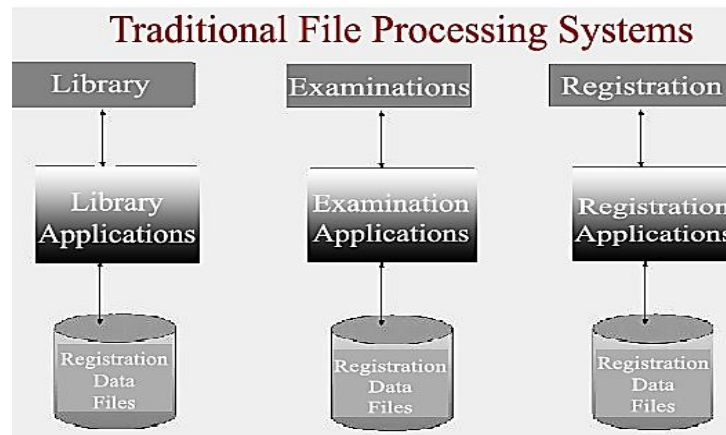 Traditional File Processing Systems
Library
Examinations
Registration
Library
Applications
Examination
Applications
Registration
Applications
Registration
Data
Files
Registration
Data
Files
Registration
Data
Files